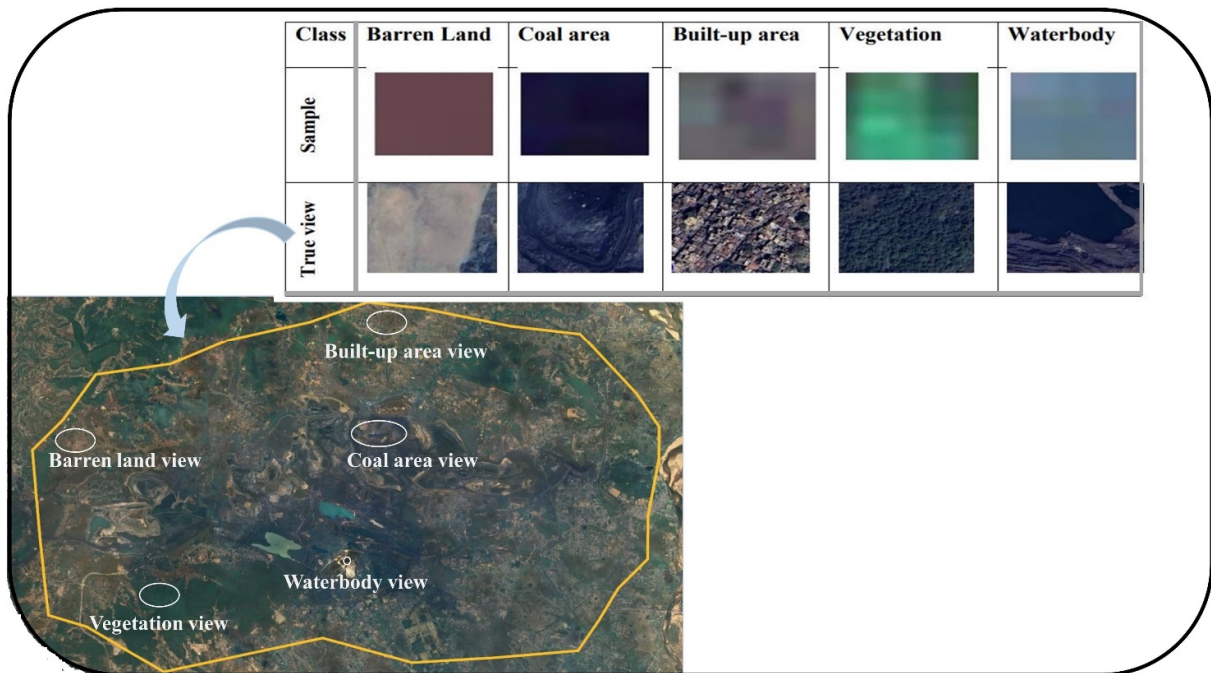 Class Barren Land Coal area Built-up area Vegetation Waterbody
Sample
True view
Built-up area view
Barren land view
Coal area view
Waterbody view
Vegetation view